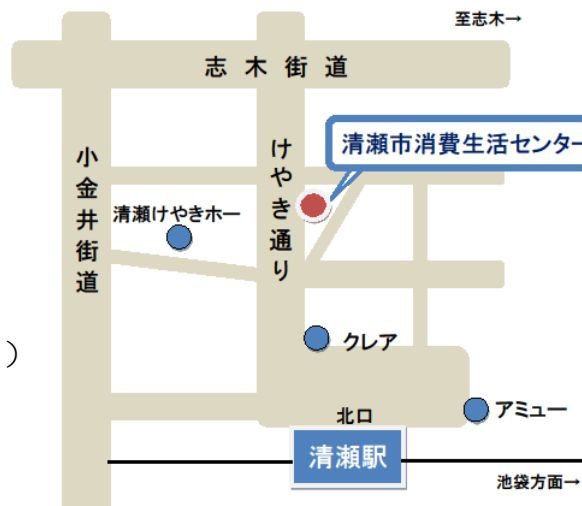 至志木→
志木街道
清瀬市消費生活センター
けやき通り
小金井街道
清瀬けやきホー
）
クレア
アミュー
北口
清瀬駅
池袋方面→